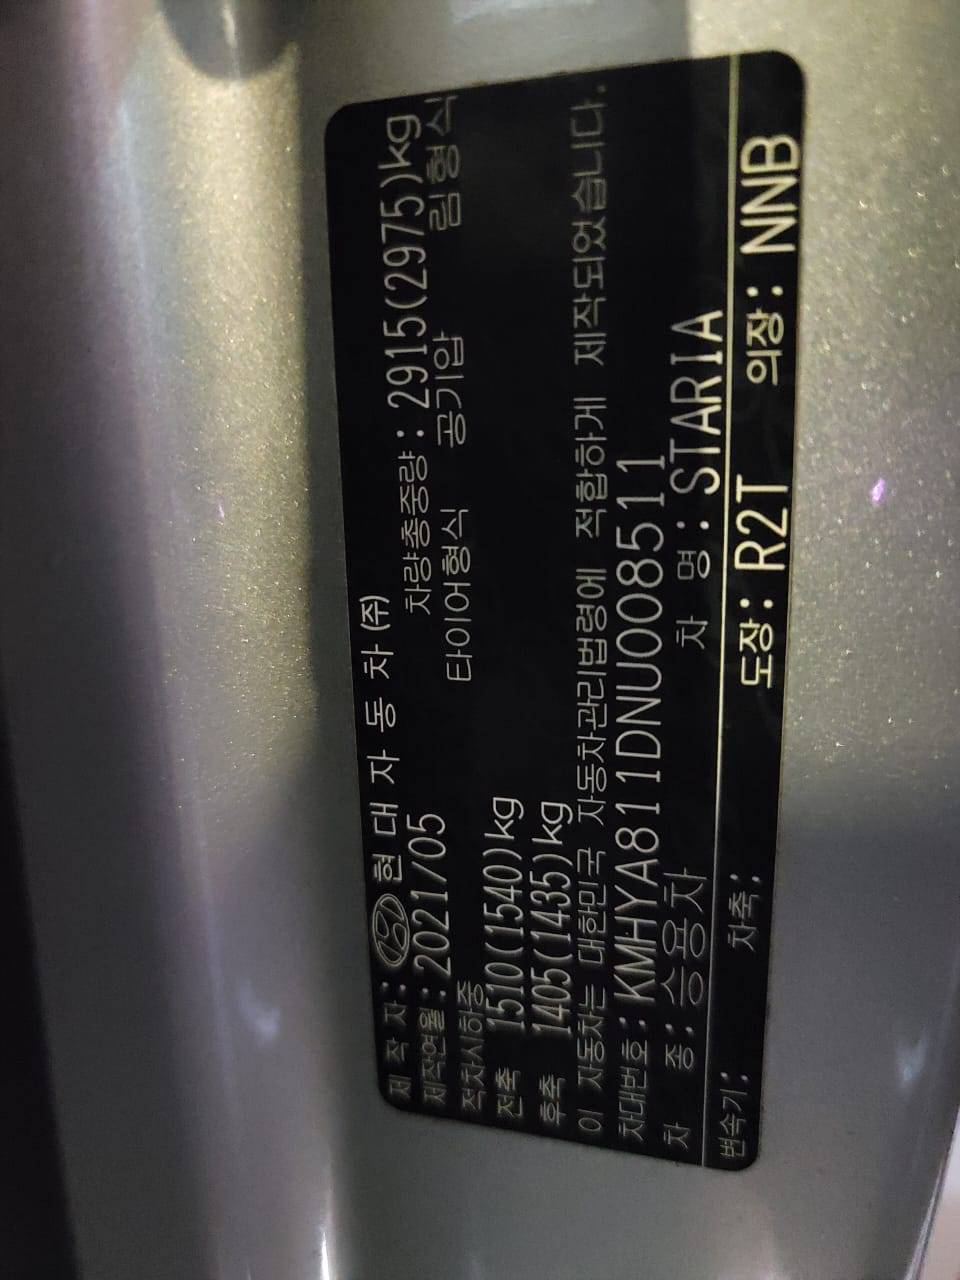 제 작 자 : 현 대 자 동 차 (주)
제작연월 : 2021/05 차량총중량 : 2915(2975)kg
적차시하중 타이어형식 공기압 림형식
전축 1510(1540)kg
후축 1405(1435)kg
이 자동차는 대한민국 자동차관리법령에 적합하게 제작되었습니다.
차대번호 : KMHYA811DNU008511
차 종 : 승용차 차 명 : STARIA
변속기 : 차축 : 도장 : R2T 의장 : NNB